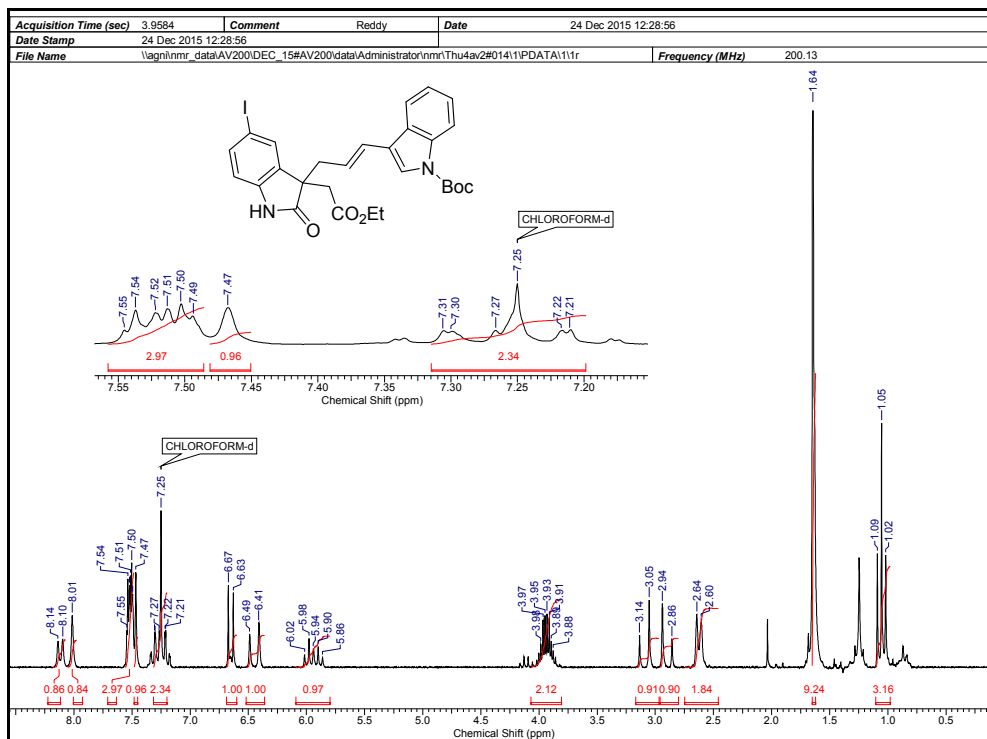 Acquisition Time (sec) 3.9584 Comment Reddy Date 24 Dec 2015 12:28:56
Date Stamp 24 Dec 2015 12:28:56
File Name \\agni\nmr_data\AV200\DEC_15#AV200\data\Administrator\nmr\Thu4av2#014\1\PDATA\1\1r Frequency (MHz) 200.13
I
N
Boc
HN
O
CO2Et
CHLOROFORM-d
7.55 7.54 7.52 7.51 7.50 7.49 7.47 7.31 7.30 7.27 7.25 7.22 7.21
2.97 0.96 2.34
7.55 7.50 7.45 7.40 7.35 7.30 7.25 7.20
Chemical Shift (ppm)
CHLOROFORM-d
8.14 8.10 8.01 7.55 7.54 7.51 7.50 7.47 7.27 7.25 7.22 7.21 6.67 6.63 6.49 6.41 6.02 5.98 5.94 5.90 5.86 3.98 3.97 3.95 3.93 3.91 3.89 3.88 3.14 3.05 2.94 2.86 2.64 2.60 1.64 1.09 1.05 1.02
0.86 0.84 2.97 0.96 2.34 1.00 1.00 0.97 2.12 0.91 0.90 1.84 9.24 3.16
8.0 7.5 7.0 6.5 6.0 5.5 5.0 4.5 4.0 3.5 3.0 2.5 2.0 1.5 1.0 0.5
Chemical Shift (ppm)